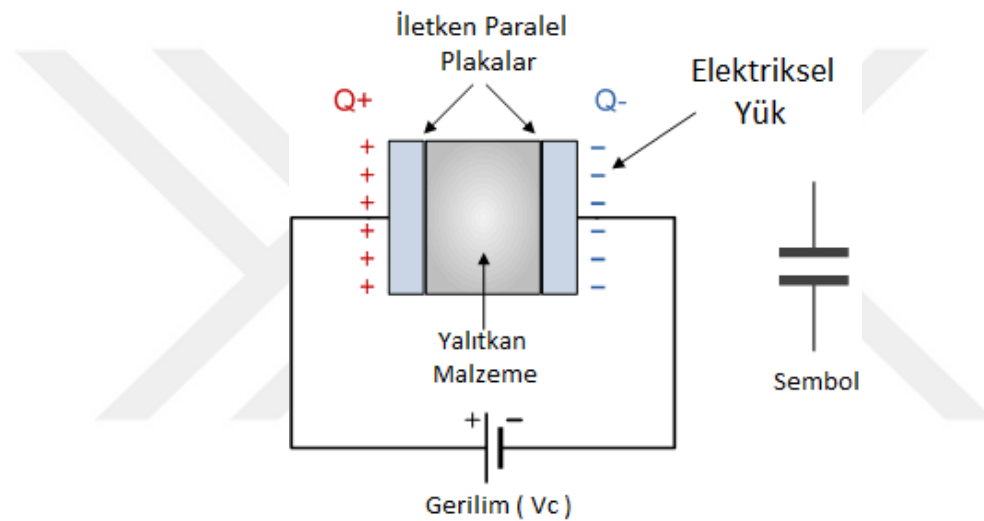 İletken Paralel
Plakalar
Q+
Q-
Elektriksel
Yük
+ −
+ −
+ −
+ −
+ −
+ −
Yalıtkan
Malzeme
Sembol
+ −
Gerilim ( Vc )